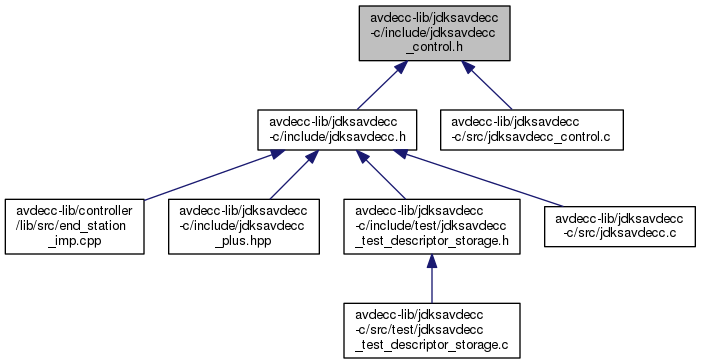 avdecc-lib/jdksavdecc
-c/include/jdksavdecc
_control.h
avdecc-lib/jdksavdecc
-c/include/jdksavdecc.h
avdecc-lib/jdksavdecc
-c/src/jdksavdecc_control.c
avdecc-lib/controller
/lib/src/end_station
_imp.cpp
avdecc-lib/jdksavdecc
-c/include/jdksavdecc
_plus.hpp
avdecc-lib/jdksavdecc
-c/include/test/jdksavdecc
_test_descriptor_storage.h
avdecc-lib/jdksavdecc
-c/src/jdksavdecc.c
avdecc-lib/jdksavdecc
-c/src/test/jdksavdecc
_test_descriptor_storage.c